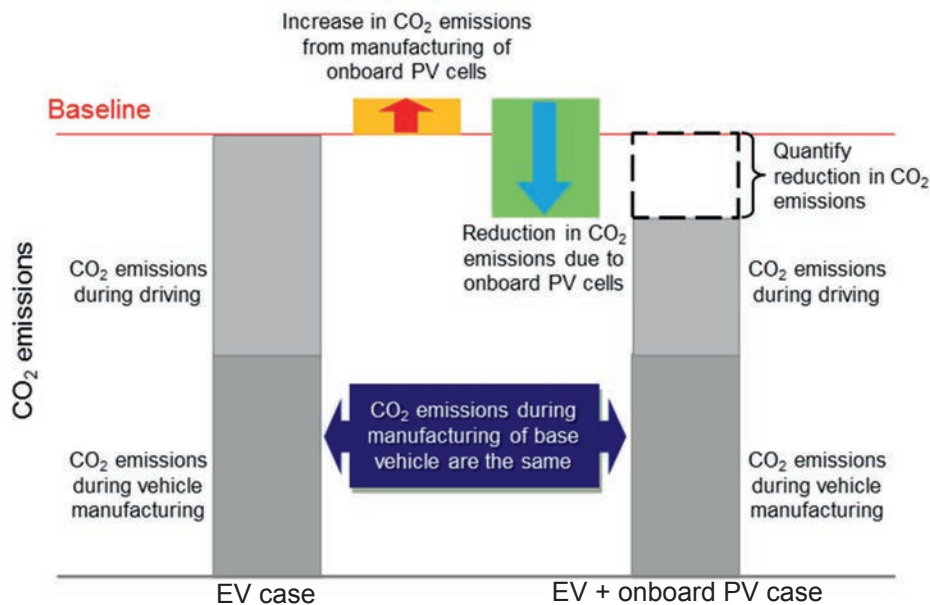 Increase in CO₂ emissions
from manufacturing of
onboard PV cells
Baseline
Quantify
reduction in CO₂
emissions
Reduction in CO₂
emissions due to
onboard PV cells
CO₂ emissions
during driving
CO₂ emissions
during driving
CO₂ emissions
CO₂ emissions during
manufacturing of base
vehicle are the same
CO₂ emissions
during vehicle
manufacturing
CO₂ emissions
during vehicle
manufacturing
EV case
EV + onboard PV case